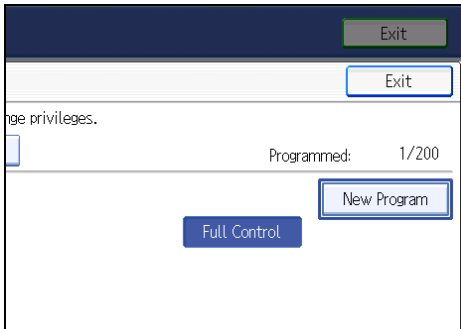 Exit
Exit
nge privileges.
Programmed: 1/200
New Program
Full Control